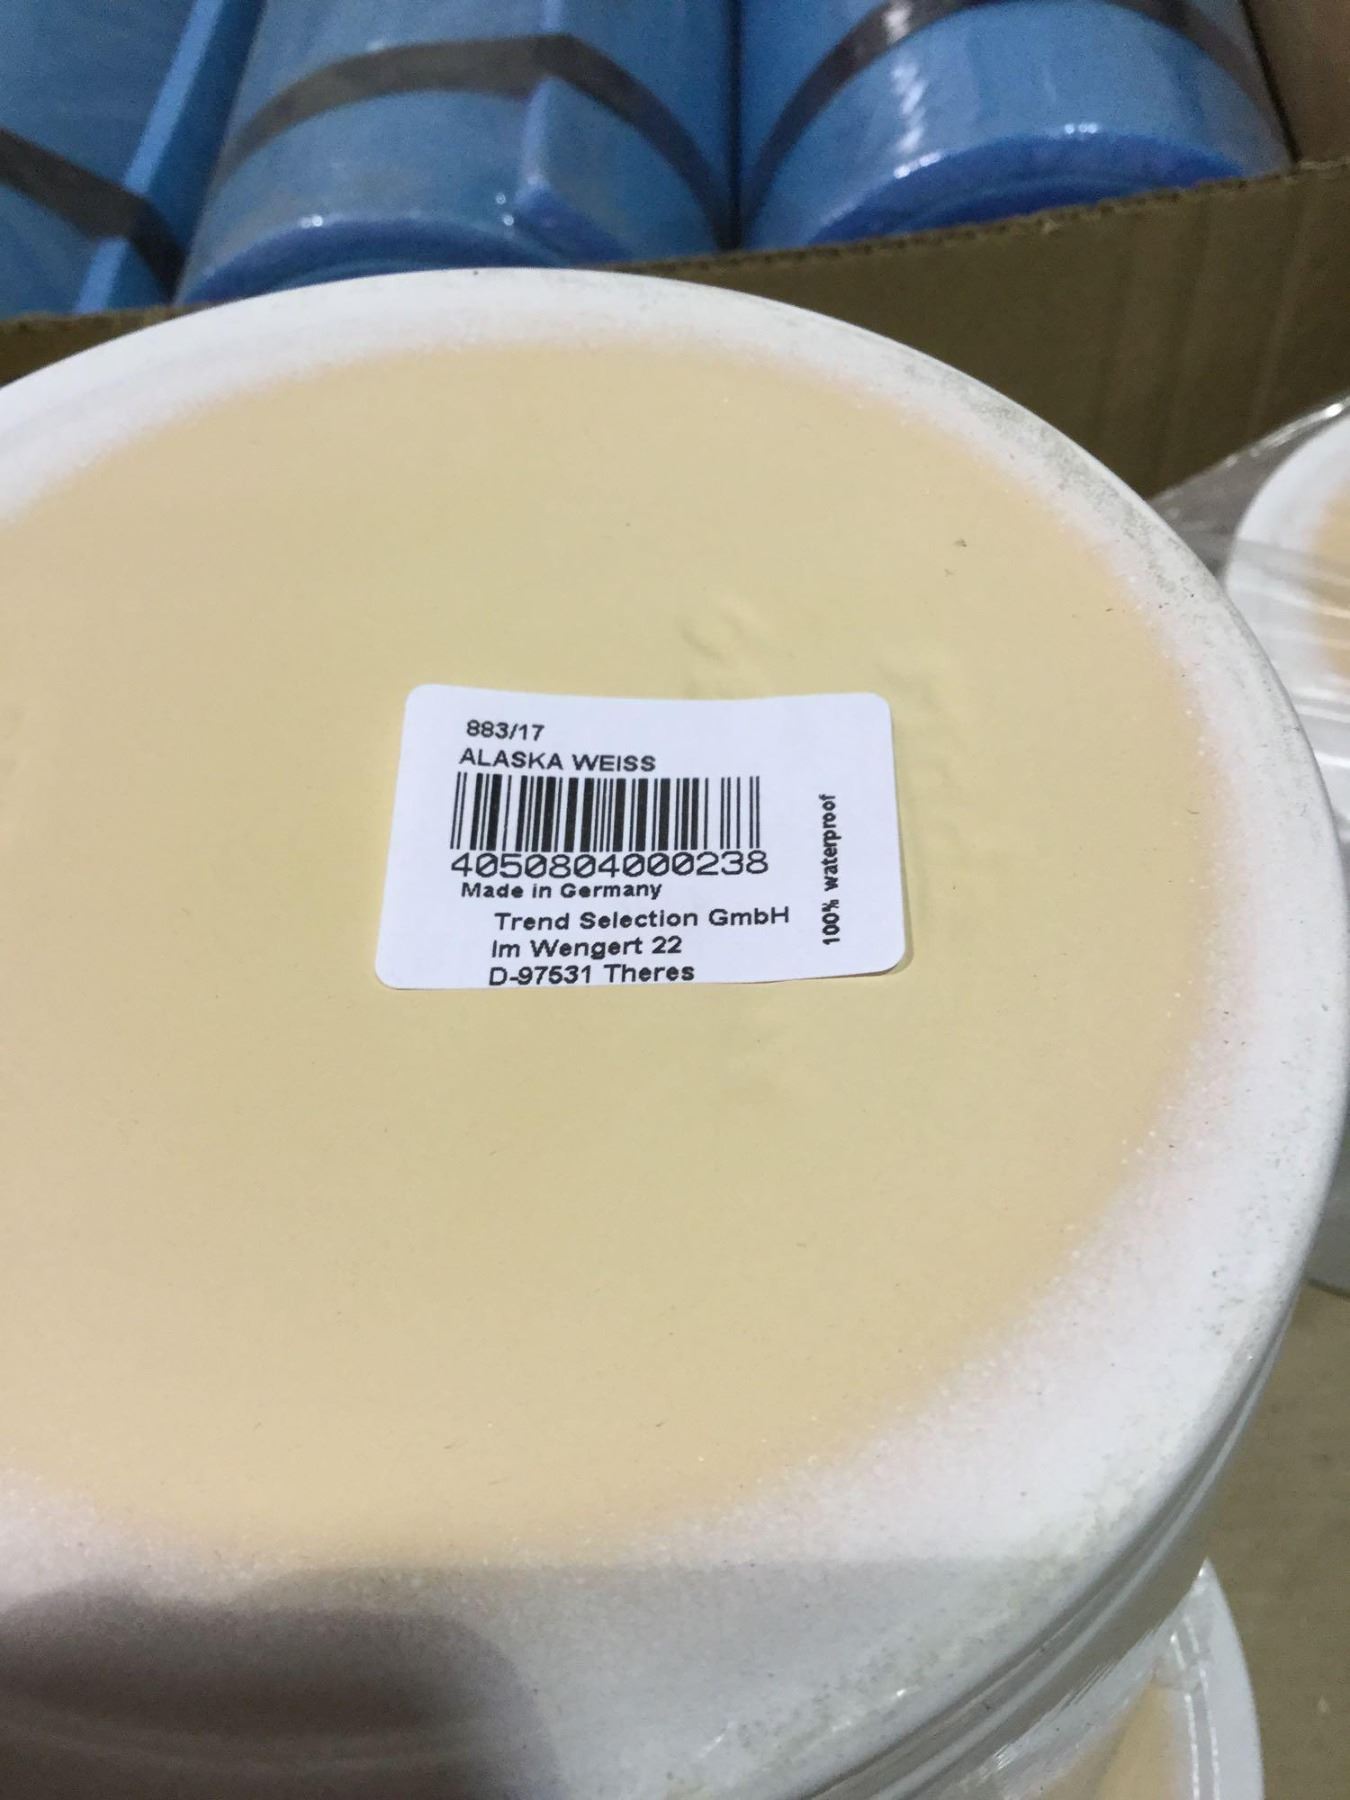 883/17
ALASKA WEISS
4050804000238
Made in Germany
Trend Selection GmbH
Im Wengert 22
D-97531 Theres
100% waterproof